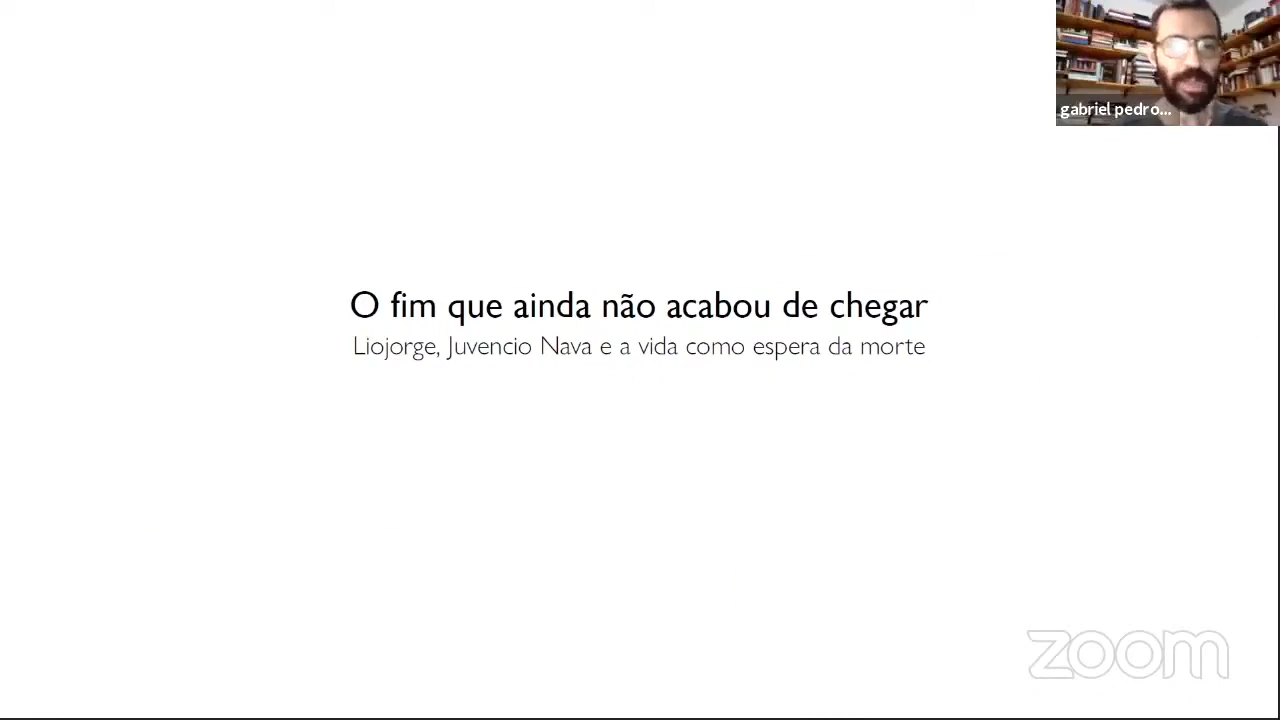 gabriel pedro...
O fim que ainda não acabou de chegar
Liojorge, Juvencio Nava e a vida como espera da morte
zoom